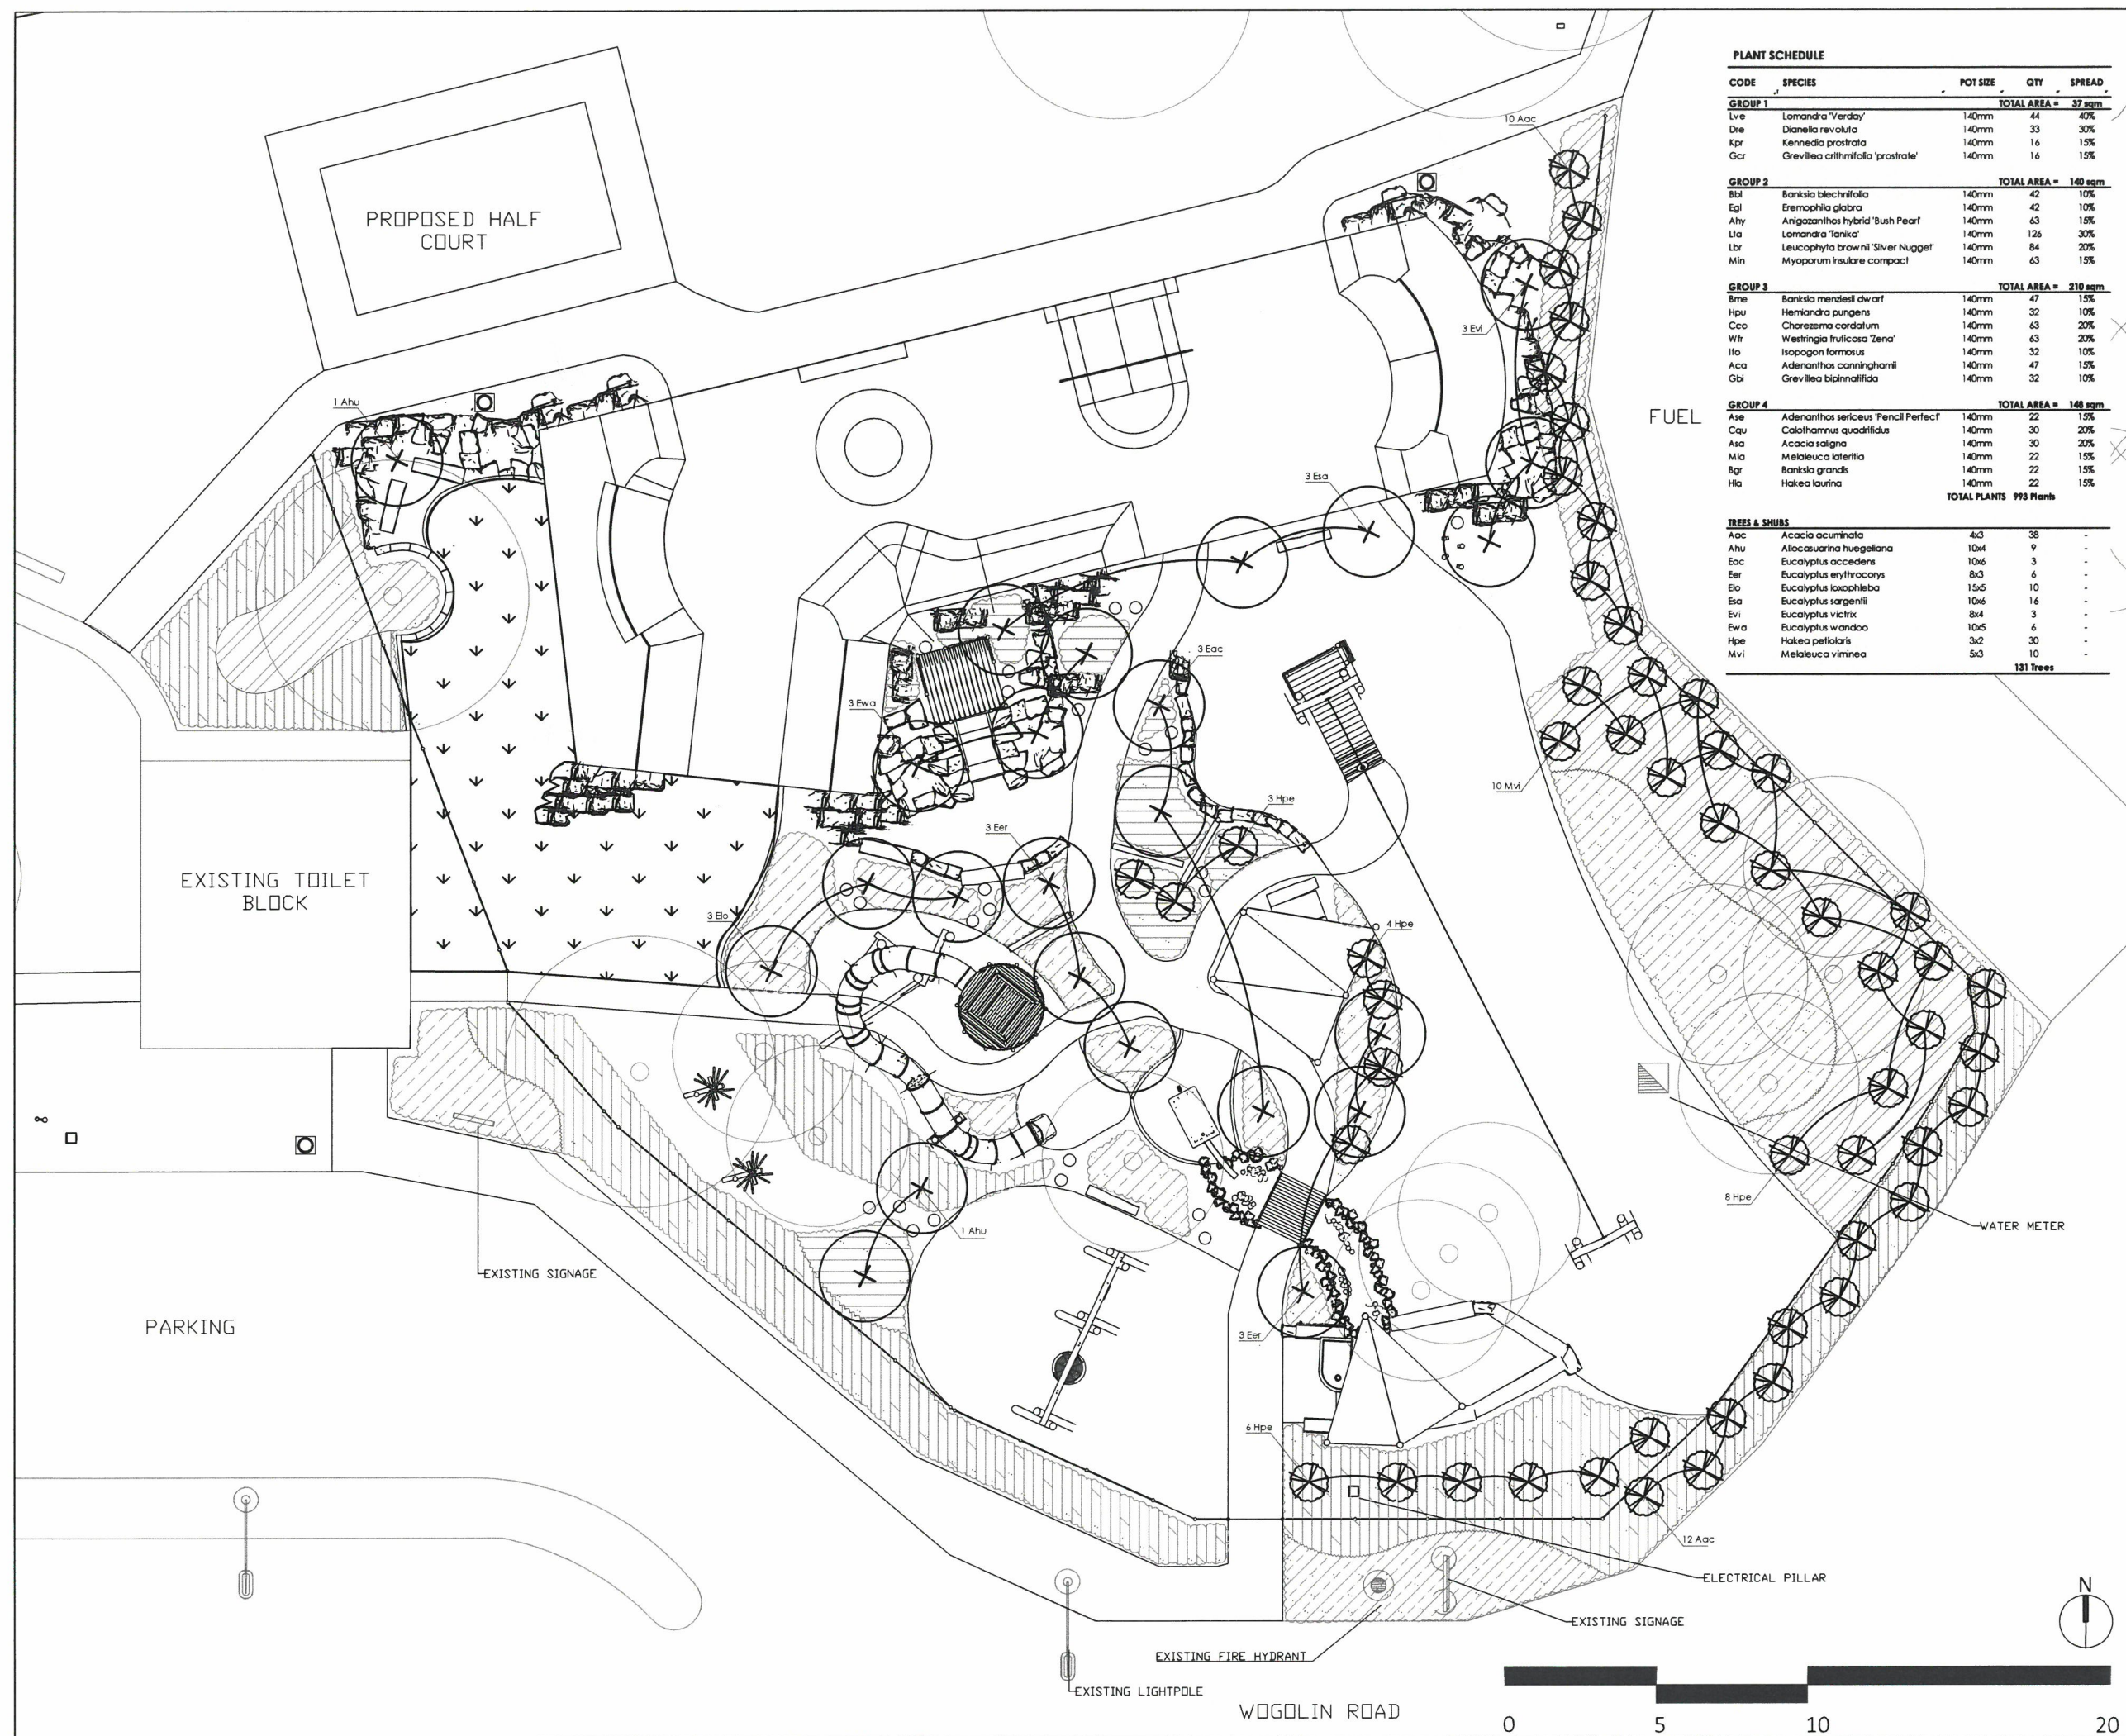 PLANT SCHEDULE
CODE SPECIES POT SIZE QTY SPREAD
GROUP 1 TOTAL AREA = 37 sqm
Lve Lomandra 'Verday' 140mm 44 40%
Dre Dianella revoluta 140mm 33 30%
Kpr Kennedia prostrata 140mm 16 15%
Gcr Grevillea crithmifolia 'prostrate' 140mm 16 15%
GROUP 2 TOTAL AREA = 140 sqm
Bbl Banksia blechnifolia 140mm 42 10%
Egl Eremophila glabra 140mm 42 10%
Ahy Anigozanthos hybrid 'Bush Pearl' 140mm 63 15%
Lta Lomandra 'Tanika' 140mm 126 30%
Lbr Leucophyta brownii 'Silver Nugget' 140mm 84 20%
Min Myoporum insulare compact 140mm 63 15%
GROUP 3 TOTAL AREA = 210 sqm
Bme Banksia menziesii dwarf 140mm 47 15%
Hpu Hemiandra pungens 140mm 32 10%
Cco Chorezema cordatum 140mm 63 20%
Wfr Westringia fruticosa 'Zena' 140mm 63 20%
Ifo Isopogon formosus 140mm 32 10%
Aca Adenanthos canninghamii 140mm 47 15%
Gbi Grevillea bipinnatifida 140mm 32 10%
GROUP 4 TOTAL AREA = 148 sqm
Ase Adenanthos sericeus 'Pencil Perfect' 140mm 22 15%
Cqu Calothamnus quadrifidus 140mm 30 20%
Asa Acacia saligna 140mm 30 20%
Mla Melaleuca lateritia 140mm 22 15%
Bgr Banksia grandis 140mm 22 15%
Hla Hakea laurina 140mm 22 15%
TOTAL PLANTS 993 Plants
TREES & SHUBS
Aac Acacia acuminata 4x3 38 -
Ahu Allocasuarina huegeliana 10x4 9 -
Eac Eucalyptus accedens 10x6 3 -
Eer Eucalyptus erythrocorys 8x3 6 -
Elo Eucalyptus loxophleba 15x5 10 -
Esa Eucalyptus sargentii 10x6 16 -
Evi Eucalyptus victrix 8x4 3 -
Ewa Eucalyptus wandoo 10x5 6 -
Hpe Hakea petiolaris 3x2 30 -
Mvi Melaleuca viminea 5x3 10 -
131 Trees
10 Aac
PROPOSED HALF
COURT
3 Evi
1 Ahu
FUEL
3 Esa
3 Eac
3 Ewa
10 Mvi
3 Hpe
3 Eer
EXISTING TOILET
BLOCK
3 Elo
4 Hpe
8 Hpe
WATER METER
1 Ahu
EXISTING SIGNAGE
PARKING
3 Eer
6 Hpe
12 Aac
ELECTRICAL PILLAR
EXISTING SIGNAGE
EXISTING FIRE HYDRANT
EXISTING LIGHTPOLE
WOGOLIN ROAD
N
0 5 10 20